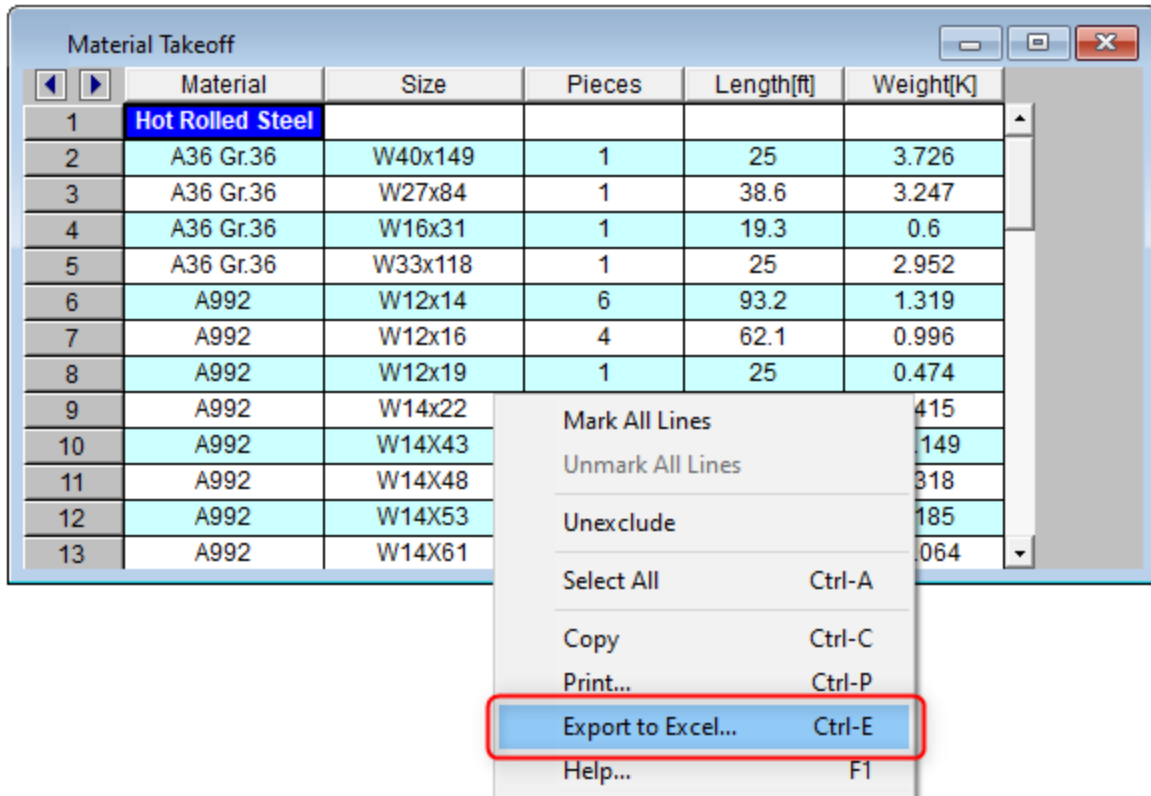 Material Takeoff
Material Size Pieces Length[ft] Weight[K]
1 Hot Rolled Steel
2 A36 Gr.36 W40x149 1 25 3.726
3 A36 Gr.36 W27x84 1 38.6 3.247
4 A36 Gr.36 W16x31 1 19.3 0.6
5 A36 Gr.36 W33x118 1 25 2.952
6 A992 W12x14 6 93.2 1.319
7 A992 W12x16 4 62.1 0.996
8 A992 W12x19 1 25 0.474
9 A992 W14x22 415
10 A992 W14X43 .149
11 A992 W14X48 318
12 A992 W14X53 185
13 A992 W14X61 .064
Mark All Lines
Unmark All Lines
Unexclude
Select All Ctrl-A
Copy Ctrl-C
Print... Ctrl-P
Export to Excel... Ctrl-E
Help... F1